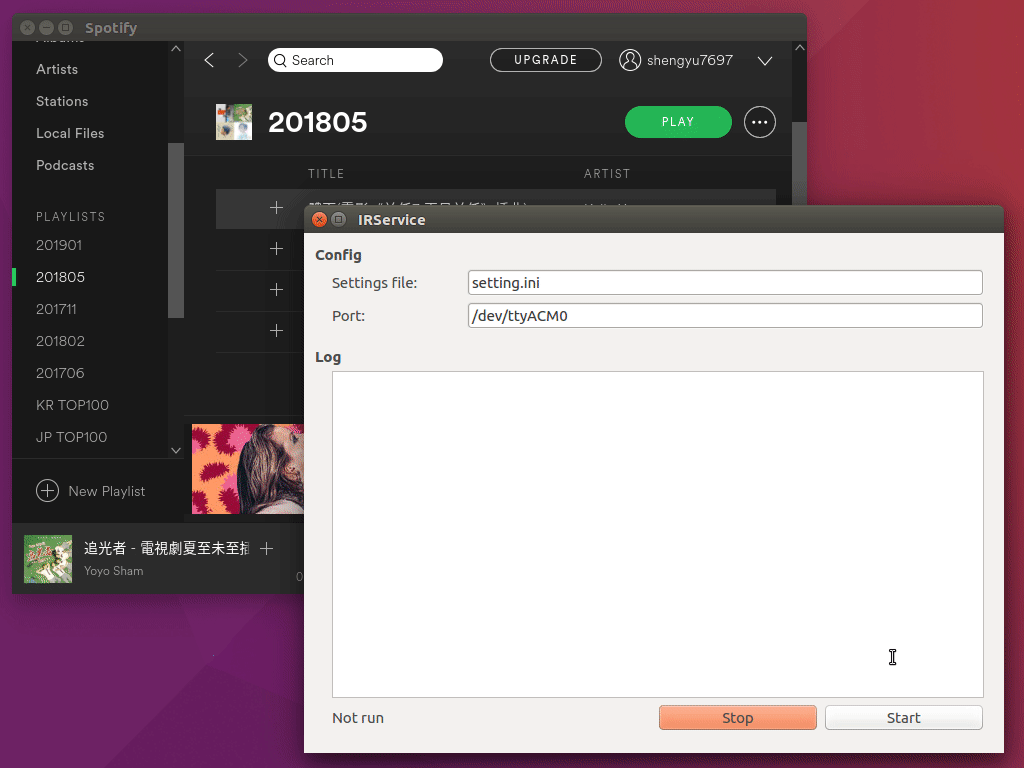 Spotify
Albums
Artists
Stations
Local Files
Podcasts
PLAYLISTS
201901
201805
201711
201802
201706
KR TOP100
JP TOP100
New Playlist
Search
UPGRADE
shengyu7697
201805
PLAY
TITLE ARTIST
追光者 - 電視劇夏至未至插
Yoyo Sham
IRService
Config
Settings file: setting.ini
Port: /dev/ttyACM0
Log
Not run
Stop
Start